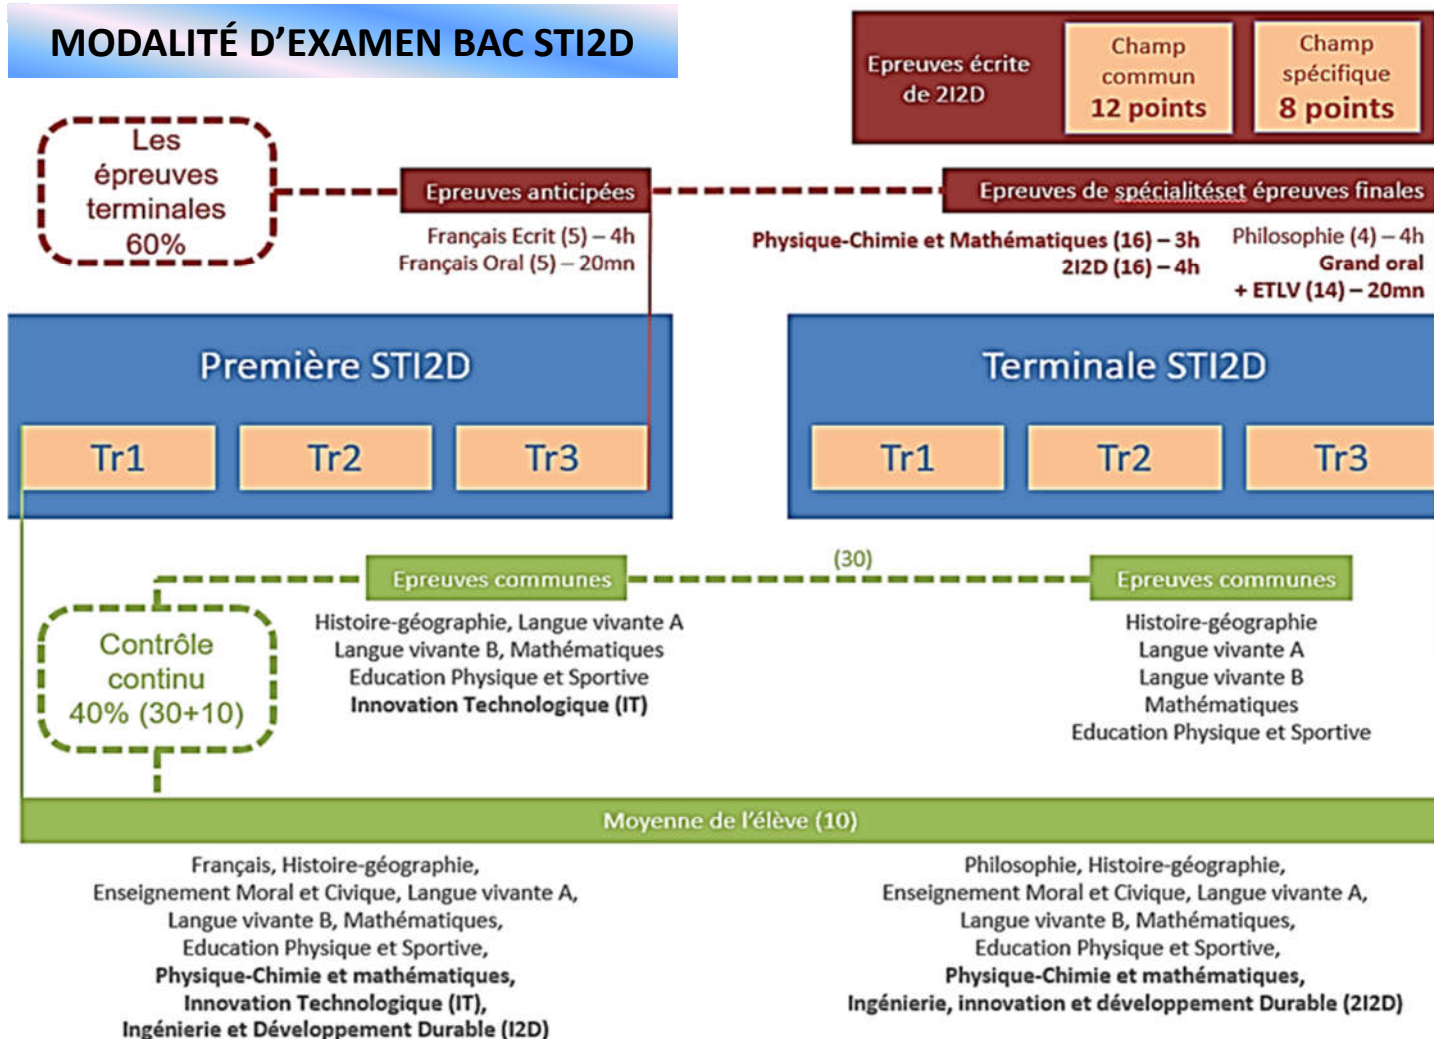 MODALITÉ D'EXAMEN BAC STI2D
Epreuves écrite
de 2I2D
Champ
commun
12 points
Champ
spécifique
8 points
Les
épreuves
terminales
60%
Epreuves anticipées
Français Ecrit (5) – 4h
Français Oral (5) – 20mn
Epreuves de spécialitéset épreuves finales
Physique-Chimie et Mathématiques (16) – 3h
2I2D (16) – 4h
Philosophie (4) – 4h
Grand oral
+ ETLV (14) – 20mn
Première STI2D
Tr1
Tr2
Tr3
Terminale STI2D
Tr1
Tr2
Tr3
Contrôle
continu
40% (30+10)
Epreuves communes
(30)
Epreuves communes
Histoire-géographie, Langue vivante A
Langue vivante B, Mathématiques
Education Physique et Sportive
Innovation Technologique (IT)
Histoire-géographie
Langue vivante A
Langue vivante B
Mathématiques
Education Physique et Sportive
Moyenne de l'élève (10)
Français, Histoire-géographie,
Enseignement Moral et Civique, Langue vivante A,
Langue vivante B, Mathématiques,
Education Physique et Sportive,
Physique-Chimie et mathématiques,
Innovation Technologique (IT),
Ingénierie et Développement Durable (I2D)
Philosophie, Histoire-géographie,
Enseignement Moral et Civique, Langue vivante A,
Langue vivante B, Mathématiques,
Education Physique et Sportive,
Physique-Chimie et mathématiques,
Ingénierie, innovation et développement Durable (2I2D)